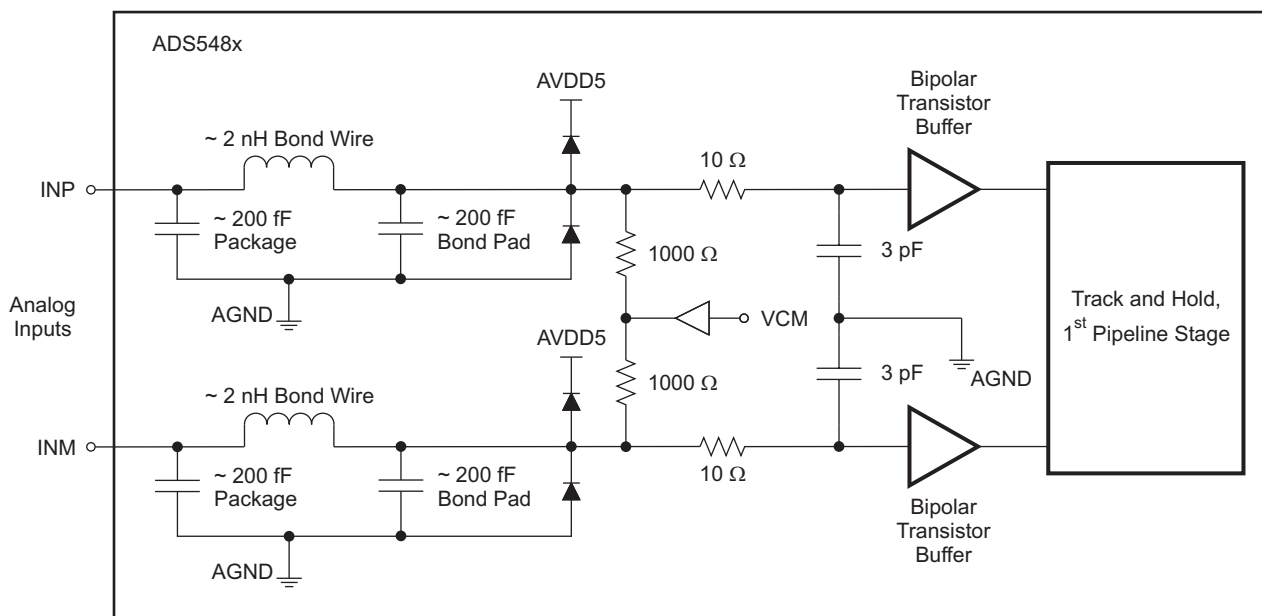 ADS548x
AVDD5
Bipolar
Transistor
Buffer
~ 2 nH Bond Wire
10 Ω
INP
~ 200 fF
Package
~ 200 fF
Bond Pad
1000 Ω
3 pF
AGND
Analog
Inputs
VCM
Track and Hold,
1st Pipeline Stage
AVDD5
~ 2 nH Bond Wire
1000 Ω
3 pF
AGND
INM
10 Ω
~ 200 fF
Package
~ 200 fF
Bond Pad
Bipolar
Transistor
Buffer
AGND